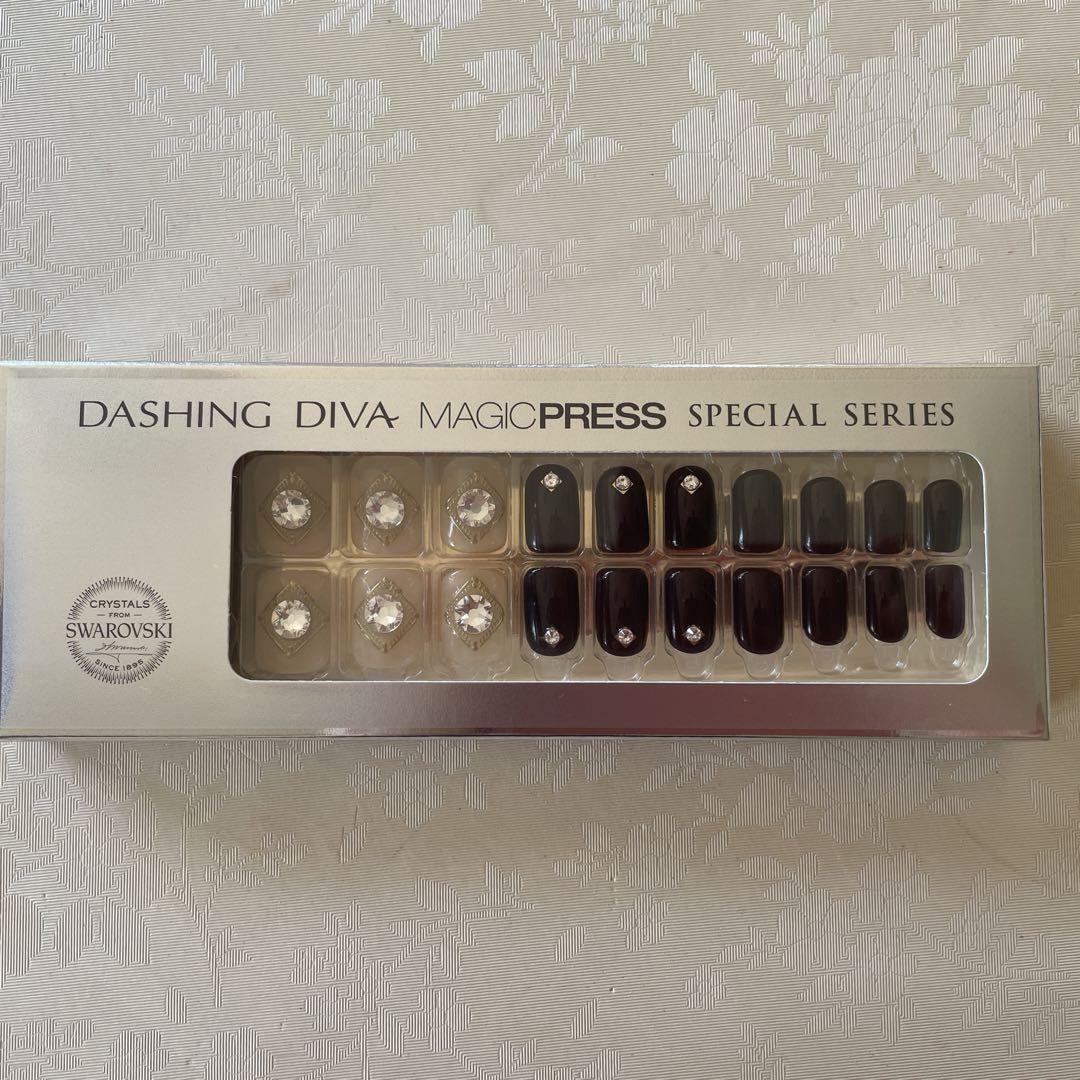 DASHING DIVA MAGICPRESS SPECIAL SERIES
CRYSTALS
FROM
SWAROVSKI
SINCE 1895